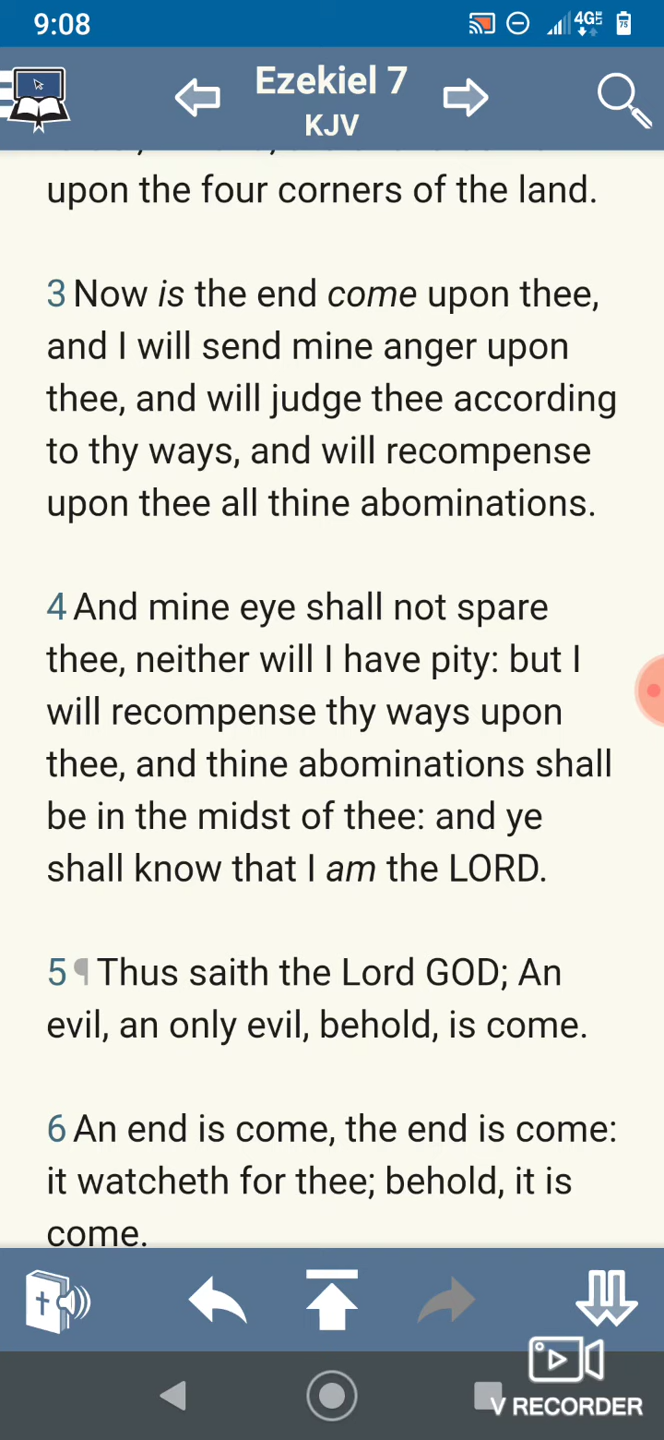 9:08
4G
75
Ezekiel 7
KJV
upon the four corners of the land.
3 Now is the end come upon thee,
and I will send mine anger upon
thee, and will judge thee according
to thy ways, and will recompense
upon thee all thine abominations.
4 And mine eye shall not spare
thee, neither will I have pity: but I
will recompense thy ways upon
thee, and thine abominations shall
be in the midst of thee: and ye
shall know that I am the LORD.
5 ¶ Thus saith the Lord GOD; An
evil, an only evil, behold, is come.
6 An end is come, the end is come:
it watcheth for thee; behold, it is
come.
V RECORDER